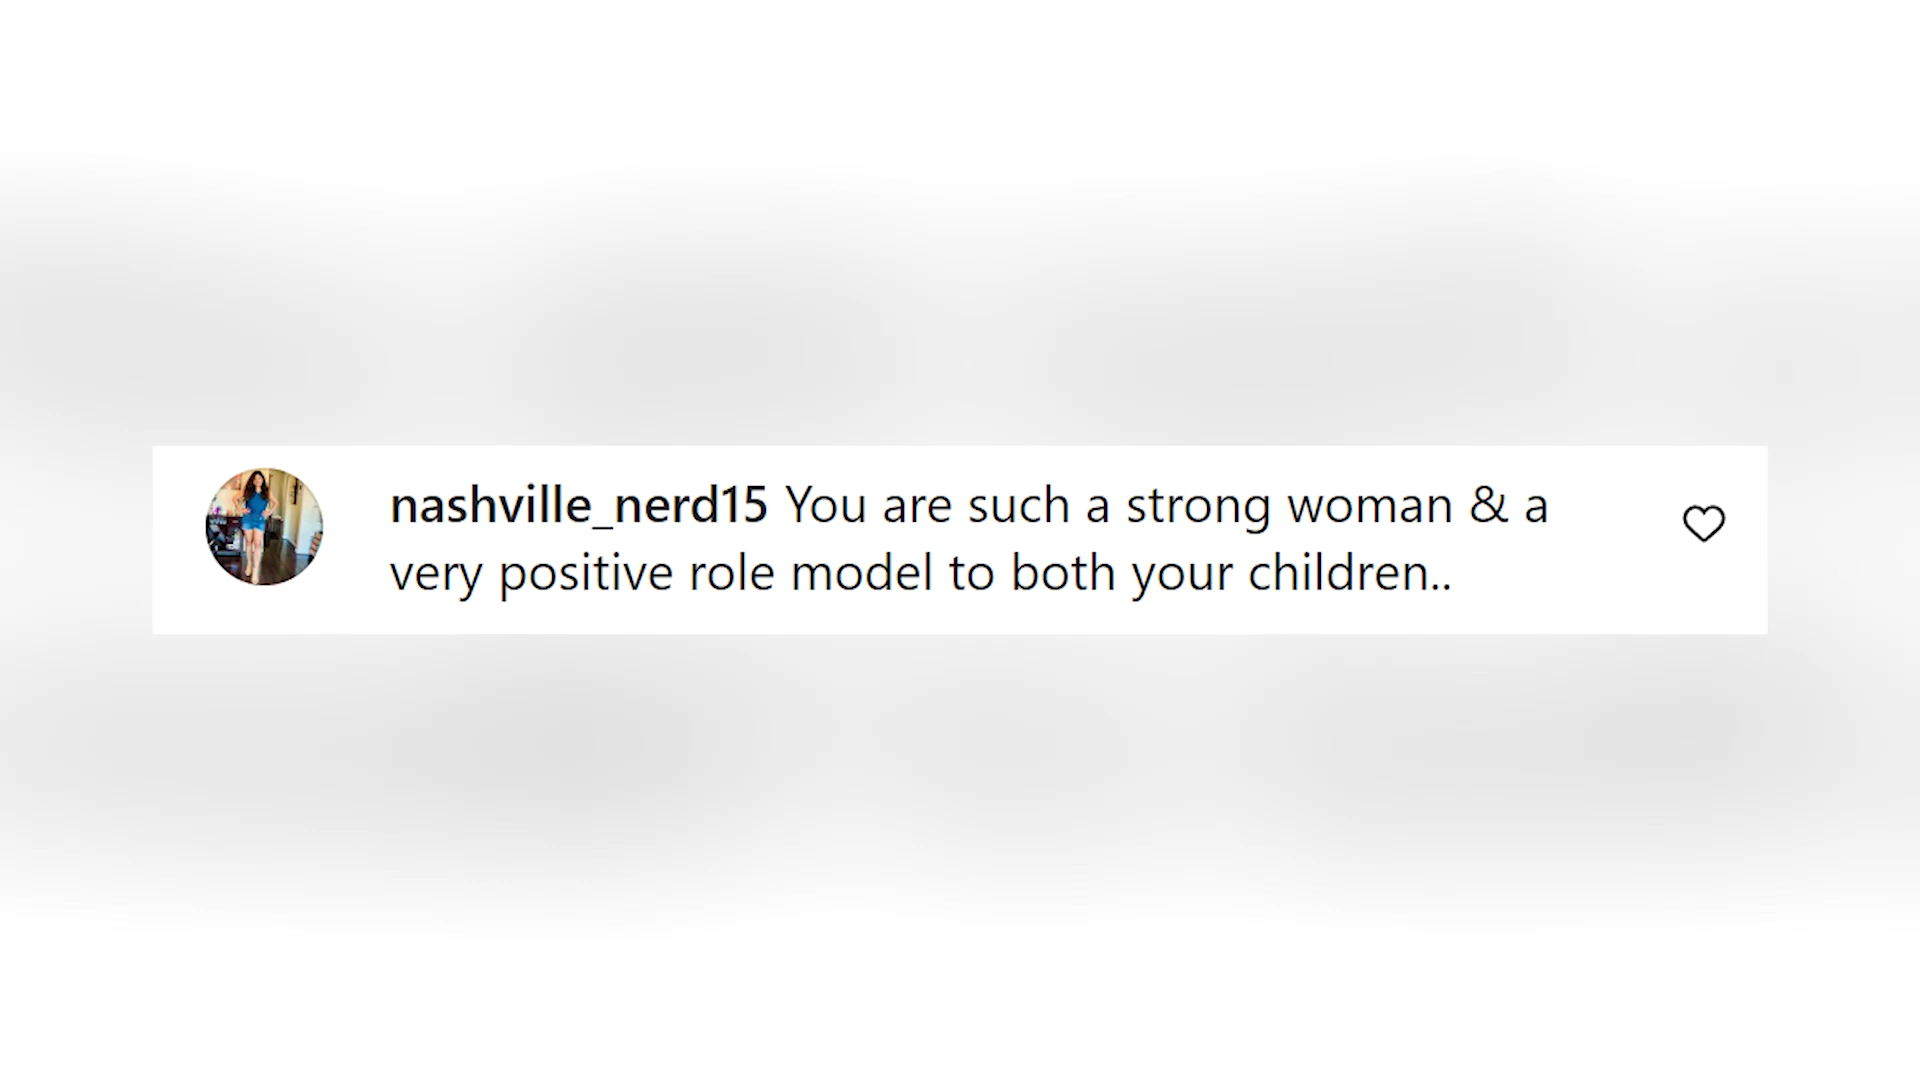 nashville_nerd15 You are such a strong woman & a
very positive role model to both your children..